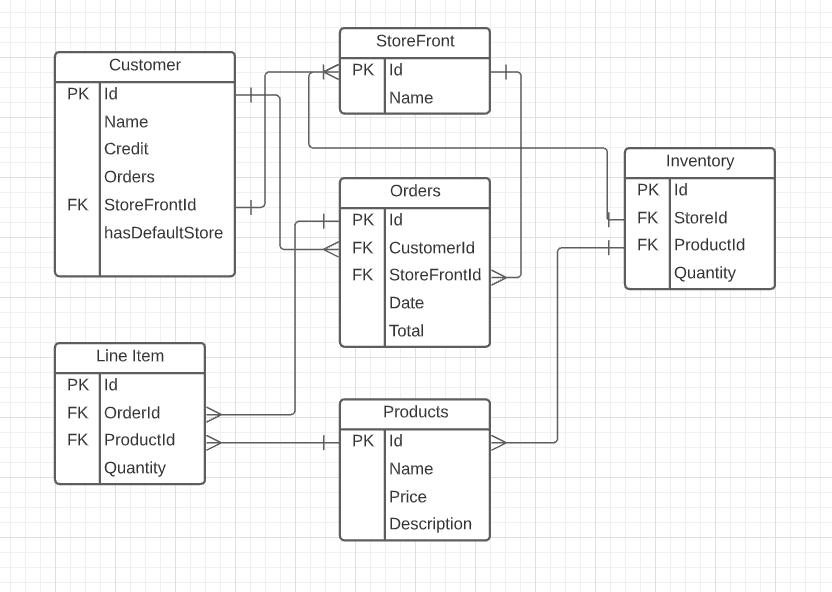 Customer
PK Id
Name
Credit
Orders
FK StoreFrontId
hasDefaultStore
StoreFront
PK Id
Name
Orders
PK Id
FK CustomerId
FK StoreFrontId
Date
Total
Inventory
PK Id
FK StoreId
FK ProductId
Quantity
Line Item
PK Id
FK OrderId
FK ProductId
Quantity
Products
PK Id
Name
Price
Description